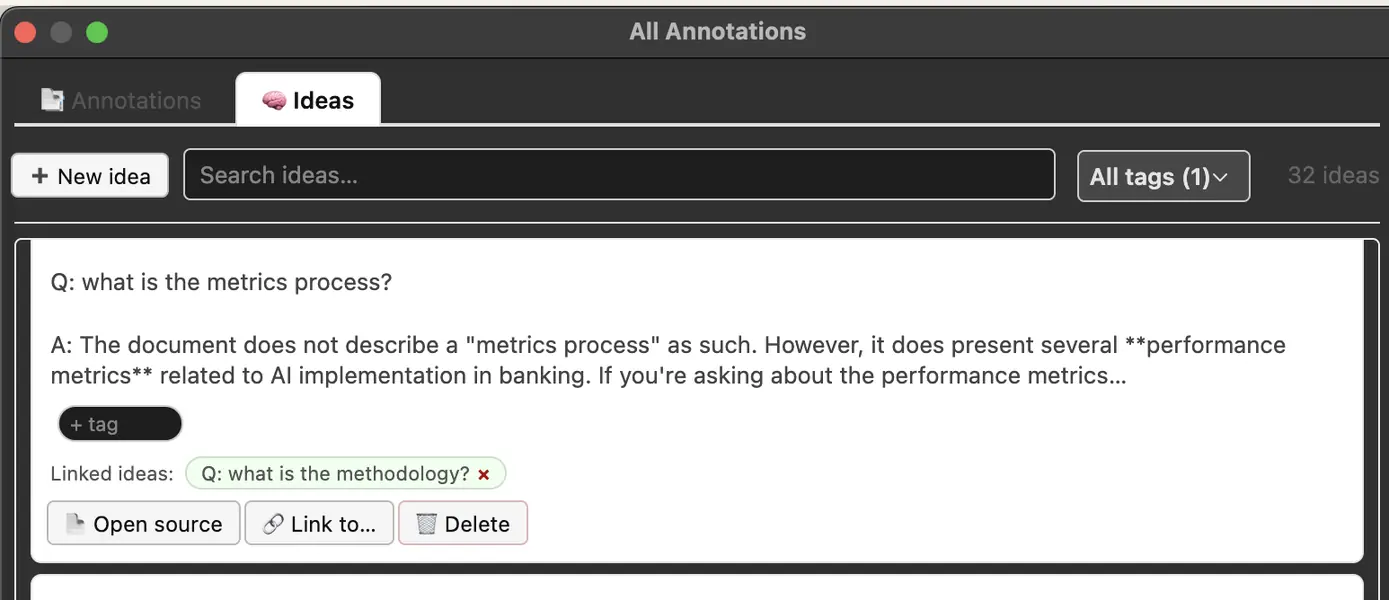 All Annotations
Annotations
Ideas
+ New idea
Search ideas...
All tags (1)
32 ideas
Q: what is the metrics process?
A: The document does not describe a "metrics process" as such. However, it does present several **performance
metrics** related to AI implementation in banking. If you're asking about the performance metrics...
+ tag
Linked ideas:
Q: what is the methodology? ×
Open source
Link to...
Delete